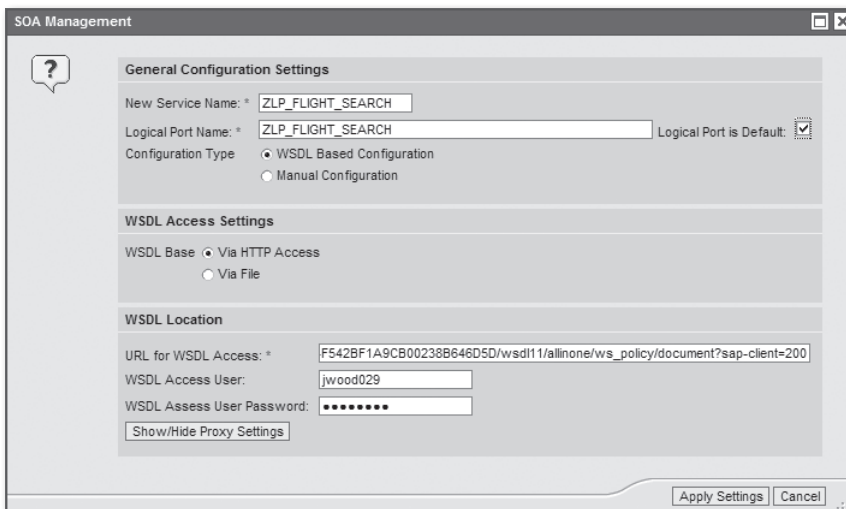 SOA Management
?
General Configuration Settings
New Service Name: * ZLP_FLIGHT_SEARCH
Logical Port Name: * ZLP_FLIGHT_SEARCH Logical Port is Default:
Configuration Type WSDL Based Configuration
Manual Configuration
WSDL Access Settings
WSDL Base Via HTTP Access
Via File
WSDL Location
URL for WSDL Access: * F542BF1A9CB00238B646D5D/wsdl11/allinone/ws_policy/document?sap-client=200
WSDL Access User: jwood029
WSDL Assess User Password: ●●●●●●●●
Show/Hide Proxy Settings
Apply Settings Cancel